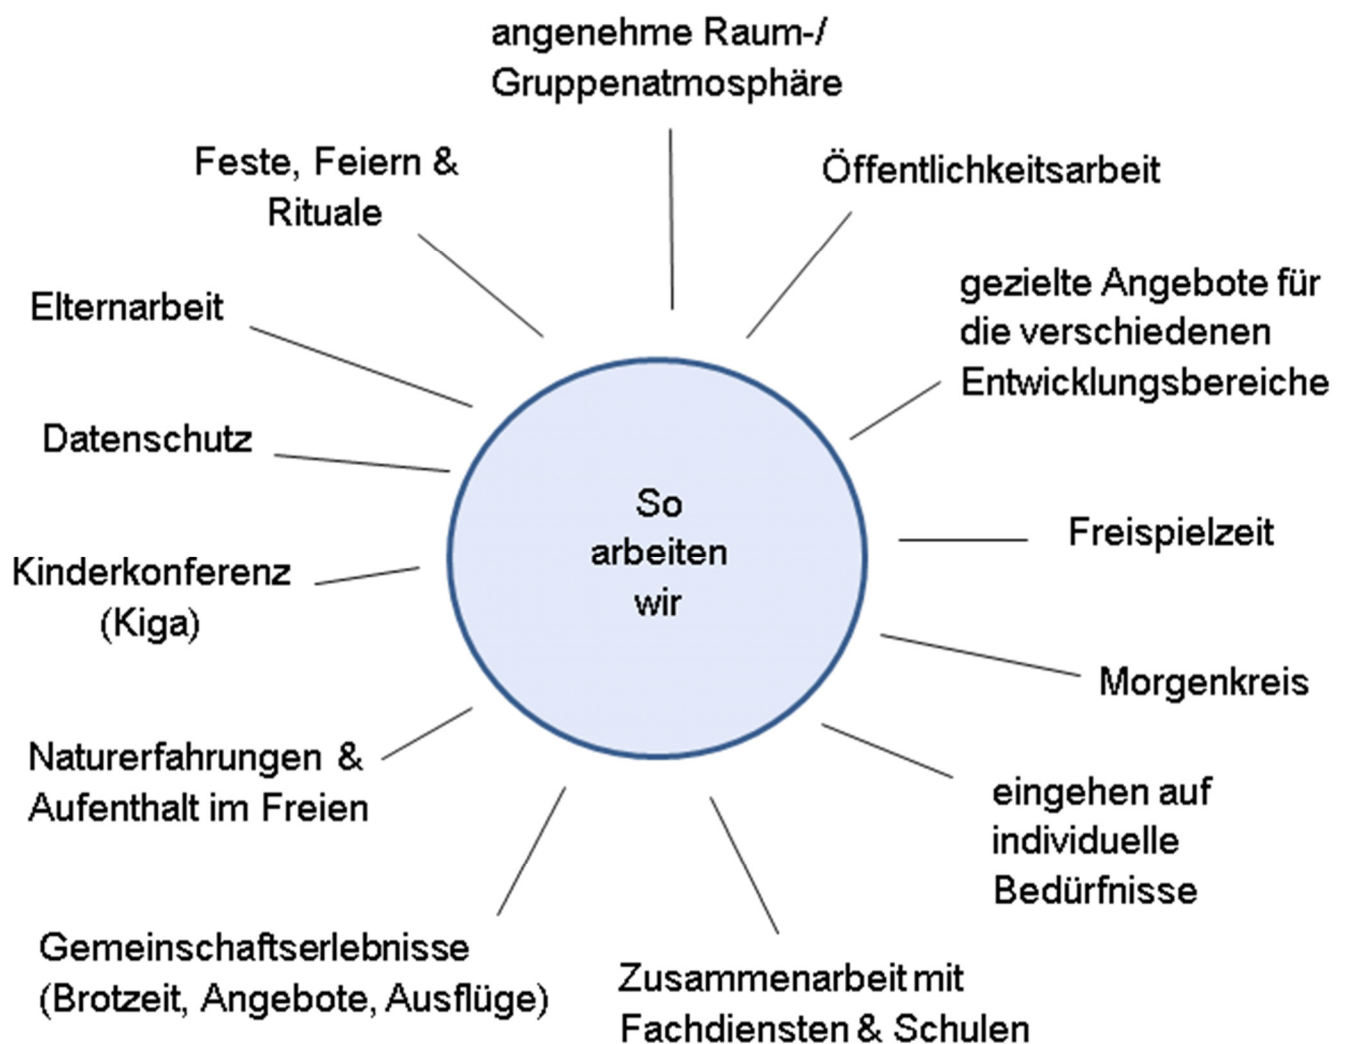 angenehme Raum-/
Gruppenatmosphäre
Öffentlichkeitsarbeit
gezielte Angebote für
die verschiedenen
Entwicklungsbereiche
Freispielzeit
Morgenkreis
eingehen auf
individuelle
Bedürfnisse
Zusammenarbeit mit
Fachdiensten & Schulen
Gemeinschaftserlebnisse
(Brotzeit, Angebote, Ausflüge)
Naturerfahrungen &
Aufenthalt im Freien
Kinderkonferenz
(Kiga)
Datenschutz
Elternarbeit
Feste, Feiern &
Rituale
So
arbeiten
wir